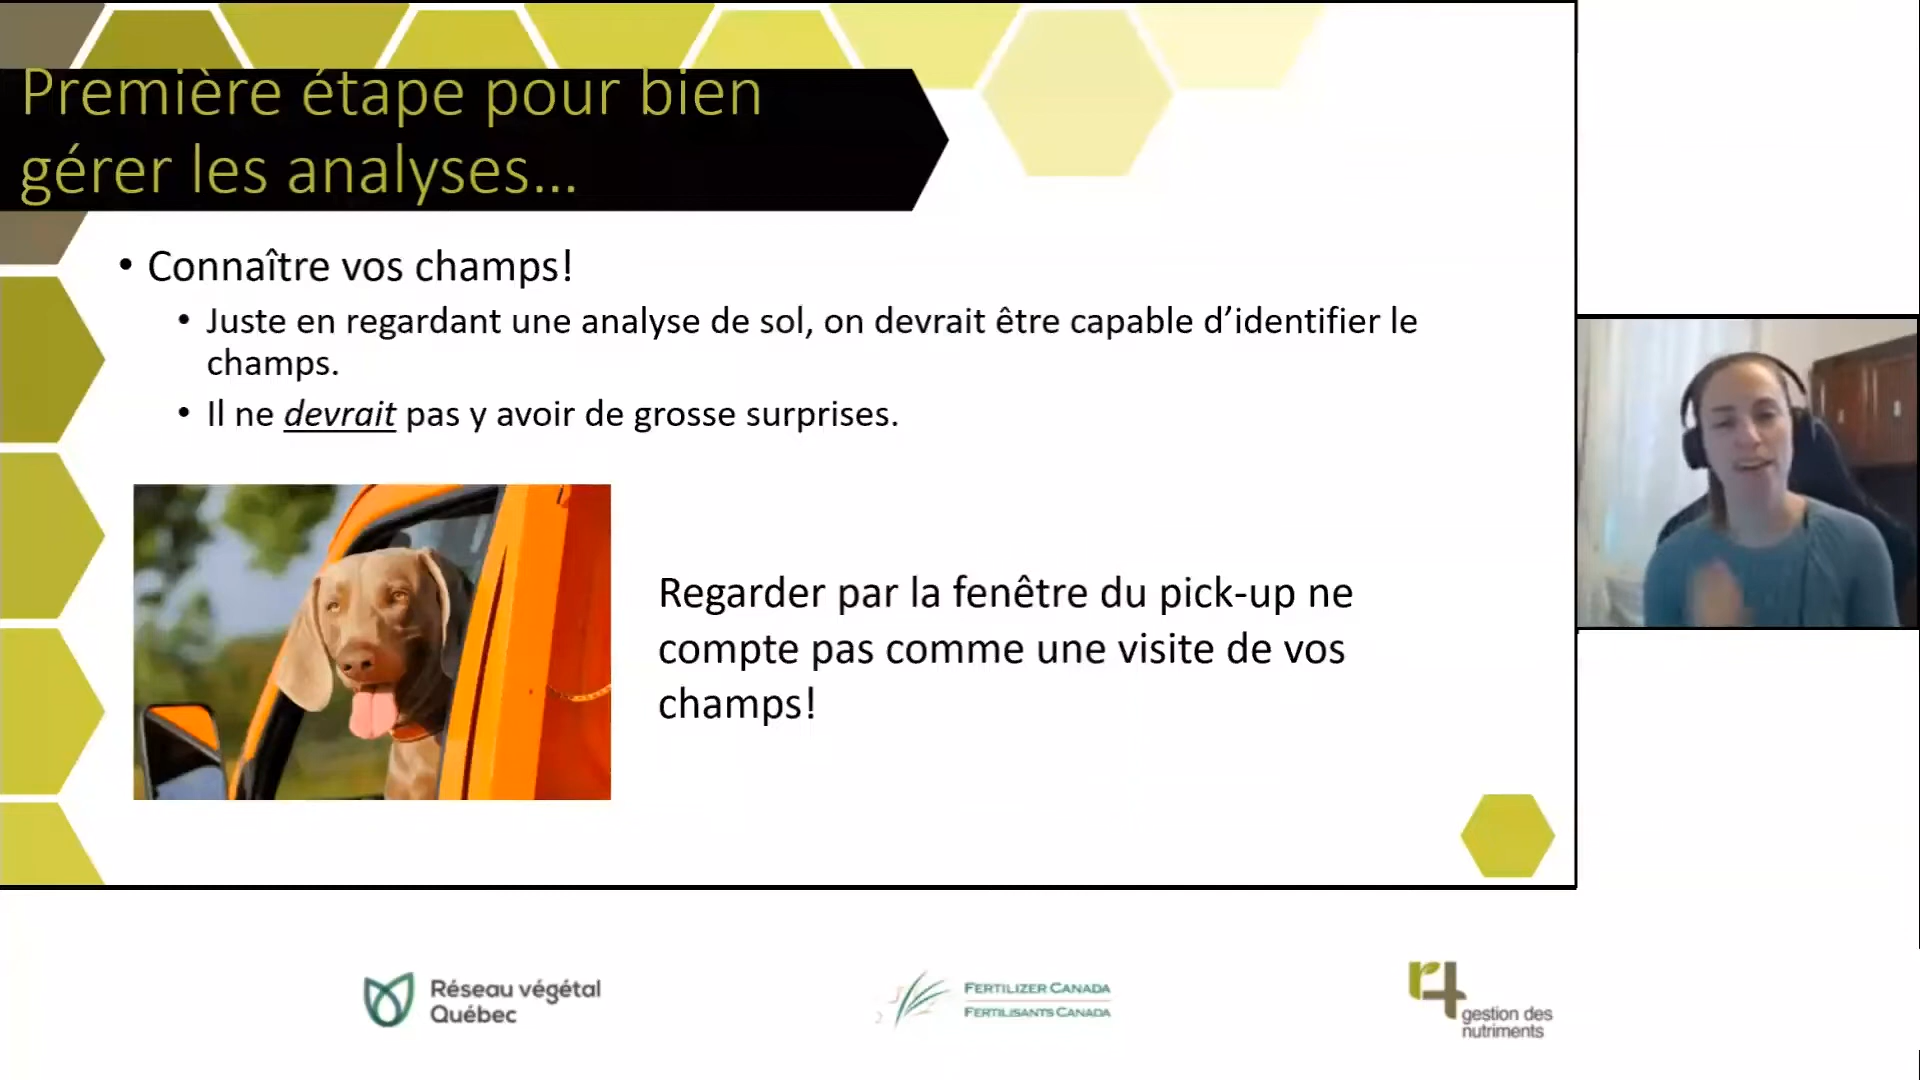 Première étape pour bien
gérer les analyses...
• Connaître vos champs!
• Juste en regardant une analyse de sol, on devrait être capable d'identifier le
champs.
• Il ne devrait pas y avoir de grosse surprises.
Regarder par la fenêtre du pick-up ne
compte pas comme une visite de vos
champs!
Réseau végétal
Québec
FERTILIZER CANADA
FERTILISANTS CANADA
r4
gestion des
nutriments